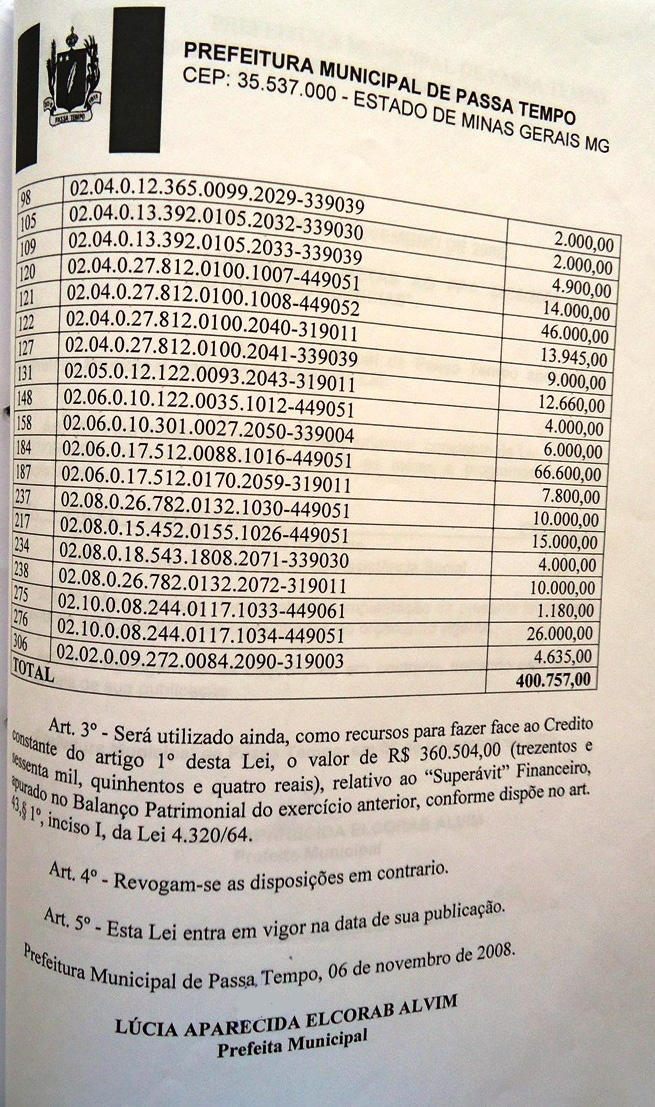 PREFEITURA MUNICIPAL DE PASSA TEMPO
CEP: 35.537.000 - ESTADO DE MINAS GERAIS MG
PASSA TEMPO
98 02.04.0.12.365.0099.2029-339039 2.000,00
105 02.04.0.13.392.0105.2032-339030 2.000,00
109 02.04.0.13.392.0105.2033-339039 4.900,00
120 02.04.0.27.812.0100.1007-449051 14.000,00
121 02.04.0.27.812.0100.1008-449052 46.000,00
122 02.04.0.27.812.0100.2040-319011 13.945,00
127 02.04.0.27.812.0100.2041-339039 9.000,00
131 02.05.0.12.122.0093.2043-319011 12.660,00
148 02.06.0.10.122.0035.1012-449051 4.000,00
158 02.06.0.10.301.0027.2050-339004 6.000,00
184 02.06.0.17.512.0088.1016-449051 66.600,00
187 02.06.0.17.512.0170.2059-319011 7.800,00
237 02.08.0.26.782.0132.1030-449051 10.000,00
217 02.08.0.15.452.0155.1026-449051 15.000,00
234 02.08.0.18.543.1808.2071-339030 4.000,00
238 02.08.0.26.782.0132.2072-319011 10.000,00
275 02.10.0.08.244.0117.1033-449061 1.180,00
276 02.10.0.08.244.0117.1034-449051 26.000,00
306 02.02.0.09.272.0084.2090-319003 4.635,00
TOTAL 400.757,00
Art. 3º - Será utilizado ainda, como recursos para fazer face ao Credito
constante do artigo 1º desta Lei, o valor de R$ 360.504,00 (trezentos e
sessenta mil, quinhentos e quatro reais), relativo ao “Superávit” Financeiro,
apurado no Balanço Patrimonial do exercício anterior, conforme dispõe no art.
43,§ 1º, inciso I, da Lei 4.320/64.
Art. 4º - Revogam-se as disposições em contrario.
Art. 5º - Esta Lei entra em vigor na data de sua publicação.
Prefeitura Municipal de Passa Tempo, 06 de novembro de 2008.
LÚCIA APARECIDA ELCORAB ALVIM
Prefeita Municipal